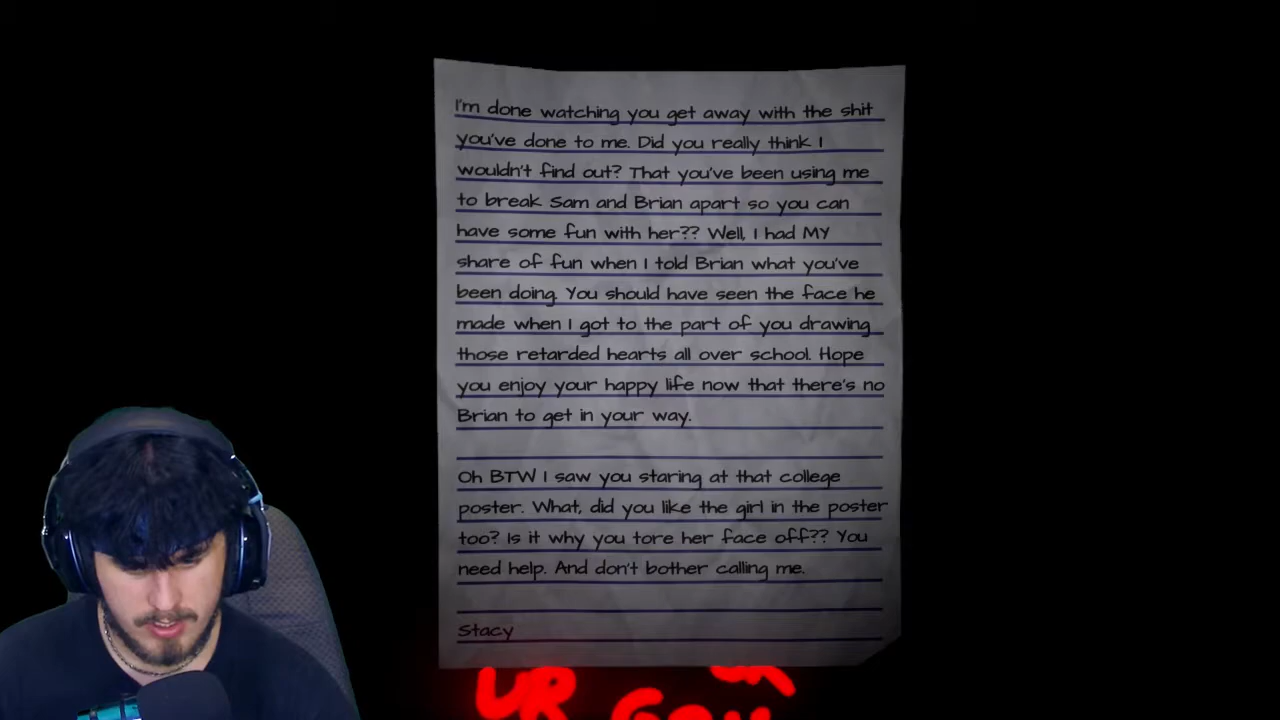 I'm done watching you get away with the shit
you've done to me. Did you really think I
wouldn't find out? That you've been using me
to break Sam and Brian apart so you can
have some fun with her?? Well, I had MY
share of fun when I told Brian what you've
been doing. You should have seen the face he
made when I got to the part of you drawing
those retarded hearts all over school. Hope
you enjoy your happy life now that there's no
Brian to get in your way.
Oh BTW I saw you staring at that college
poster. What, did you like the girl in the poster
too? Is it why you tore her face off?? You
need help. And don't bother calling me.
Stacy
UR